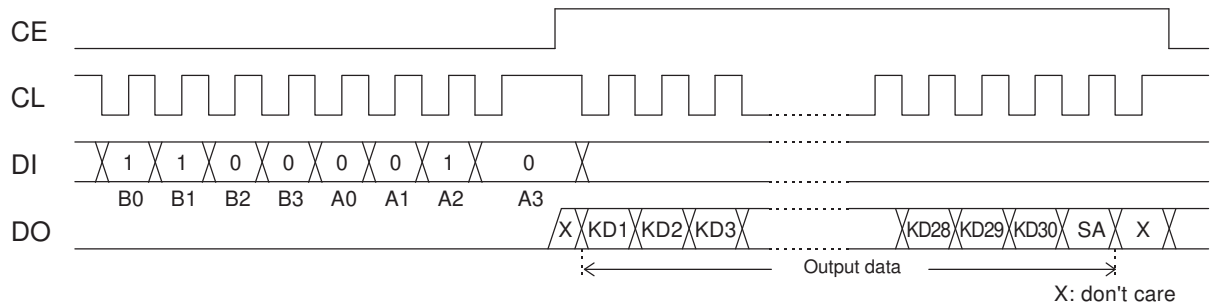 CE
CL
DI 1 1 0 0 0 0 1 0
B0 B1 B2 B3 A0 A1 A2 A3
DO X KD1 KD2 KD3 KD28 KD29 KD30 SA X
Output data
X: don't care